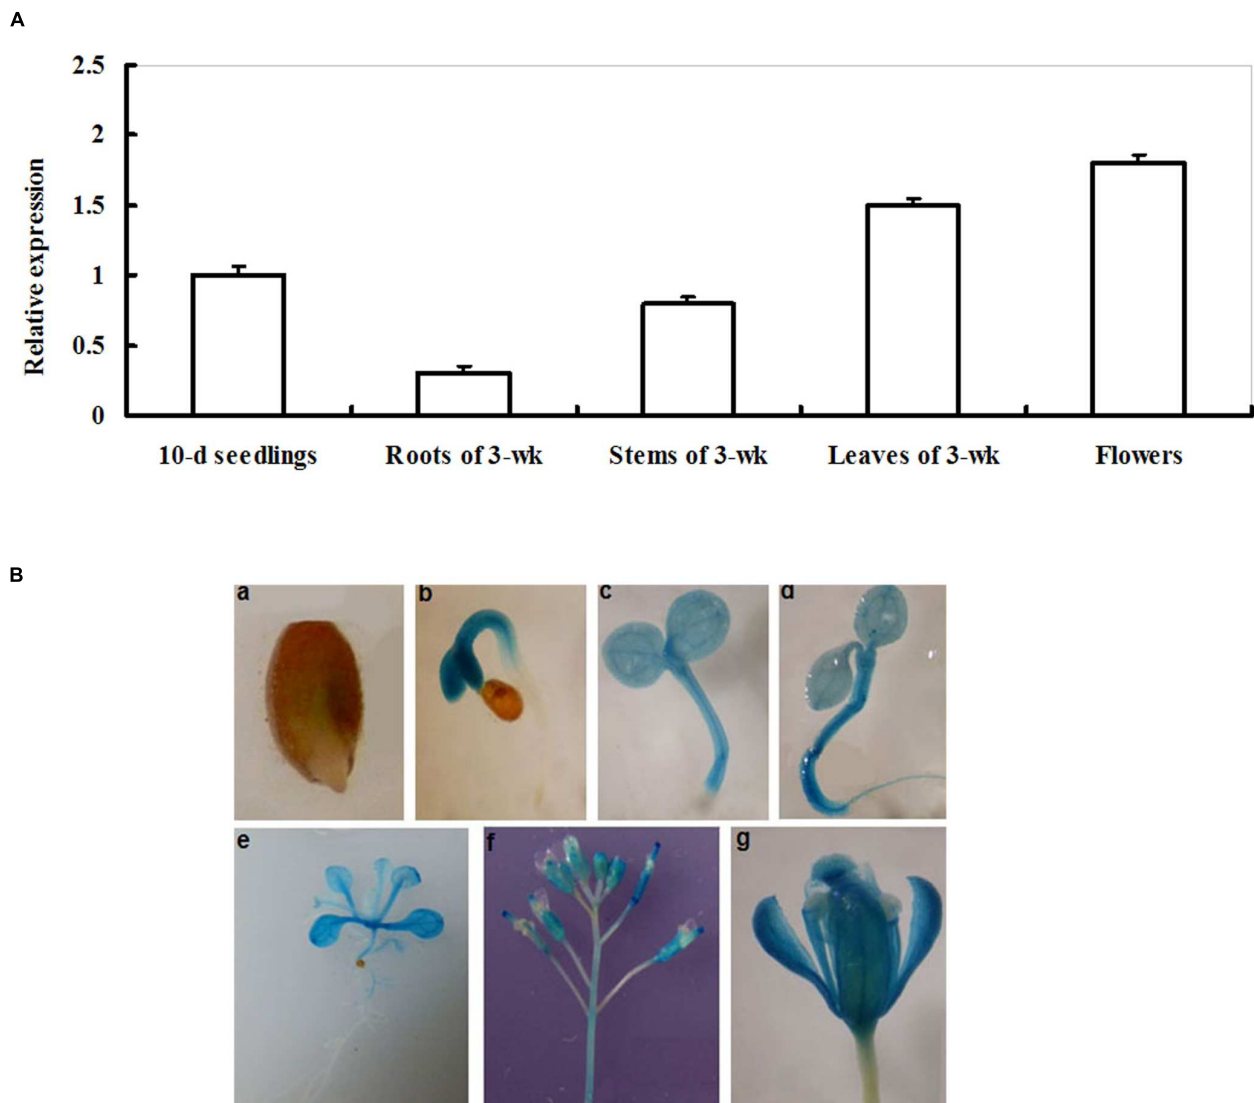 A
2.5
2
1.5
1
0.5
0
Relative expression
10-d seedlings
Roots of 3-wk
Stems of 3-wk
Leaves of 3-wk
Flowers
B
a
b
c
d
e
f
g